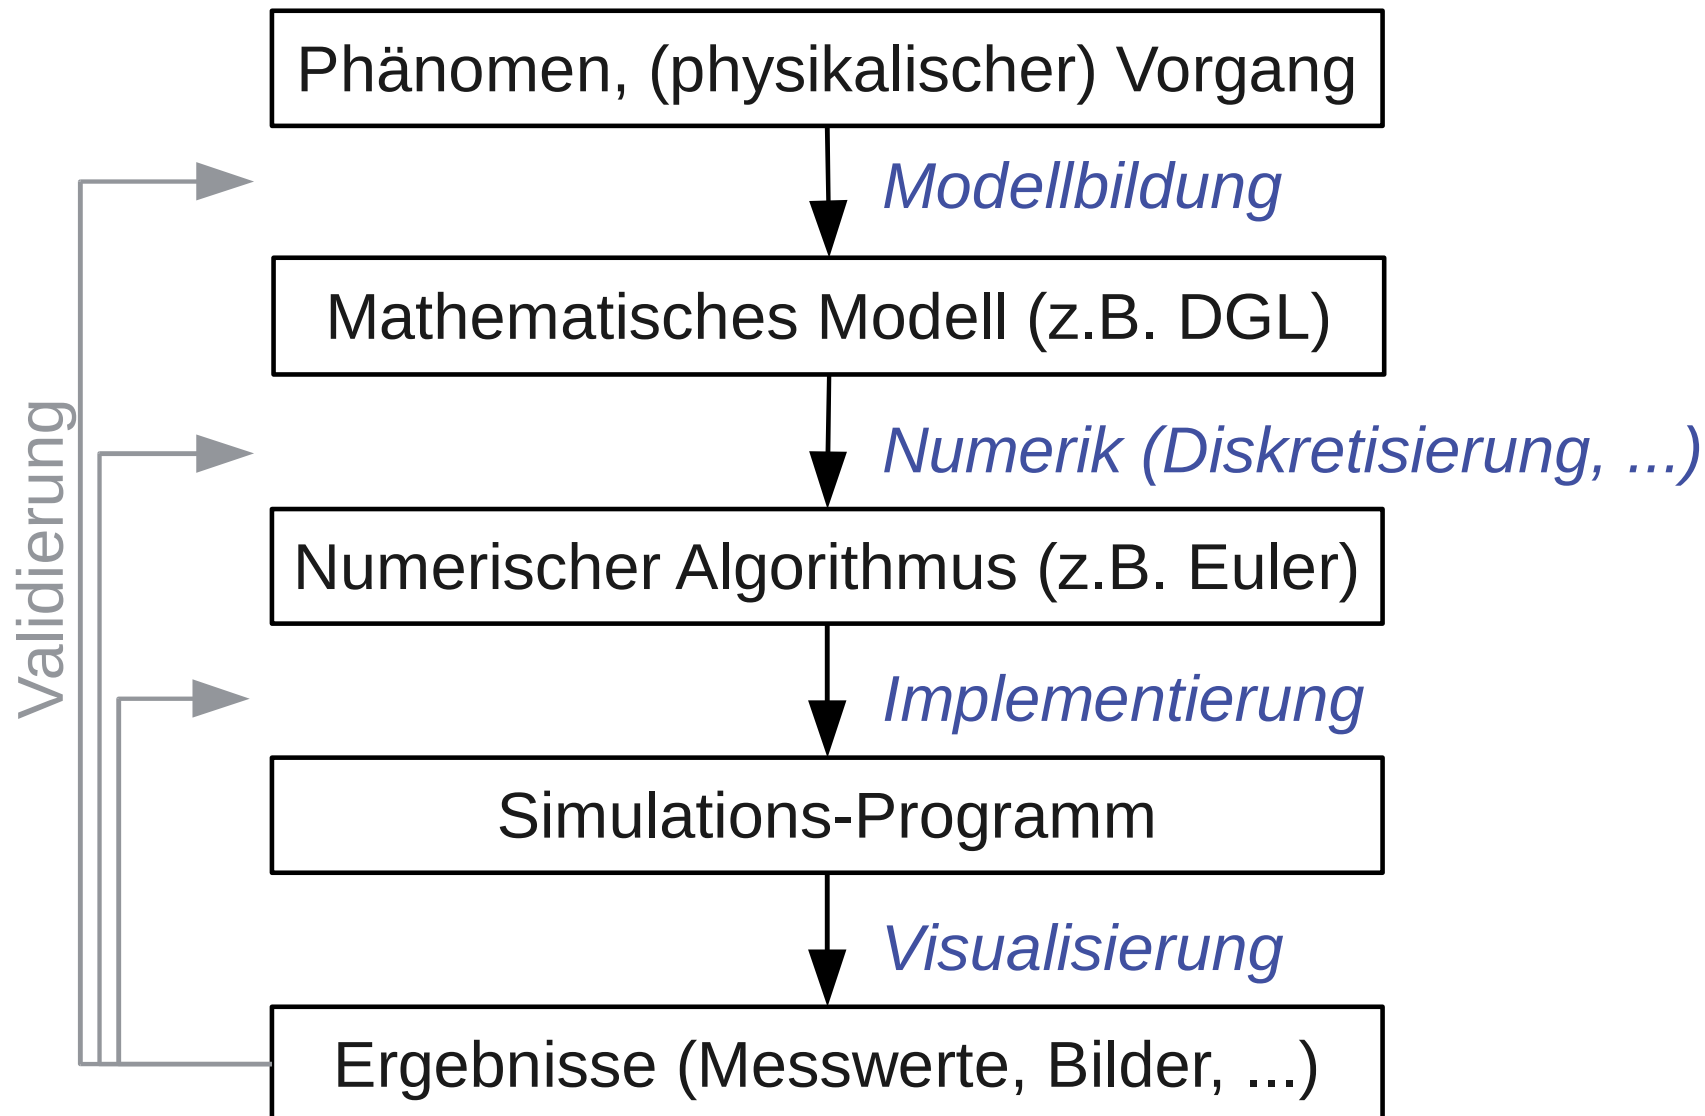 Phänomen, (physikalischer) Vorgang
Modellbildung
Mathematisches Modell (z.B. DGL)
Numerik (Diskretisierung, ...)
Numerischer Algorithmus (z.B. Euler)
Implementierung
Simulations-Programm
Visualisierung
Ergebnisse (Messwerte, Bilder, ...)
Validierung